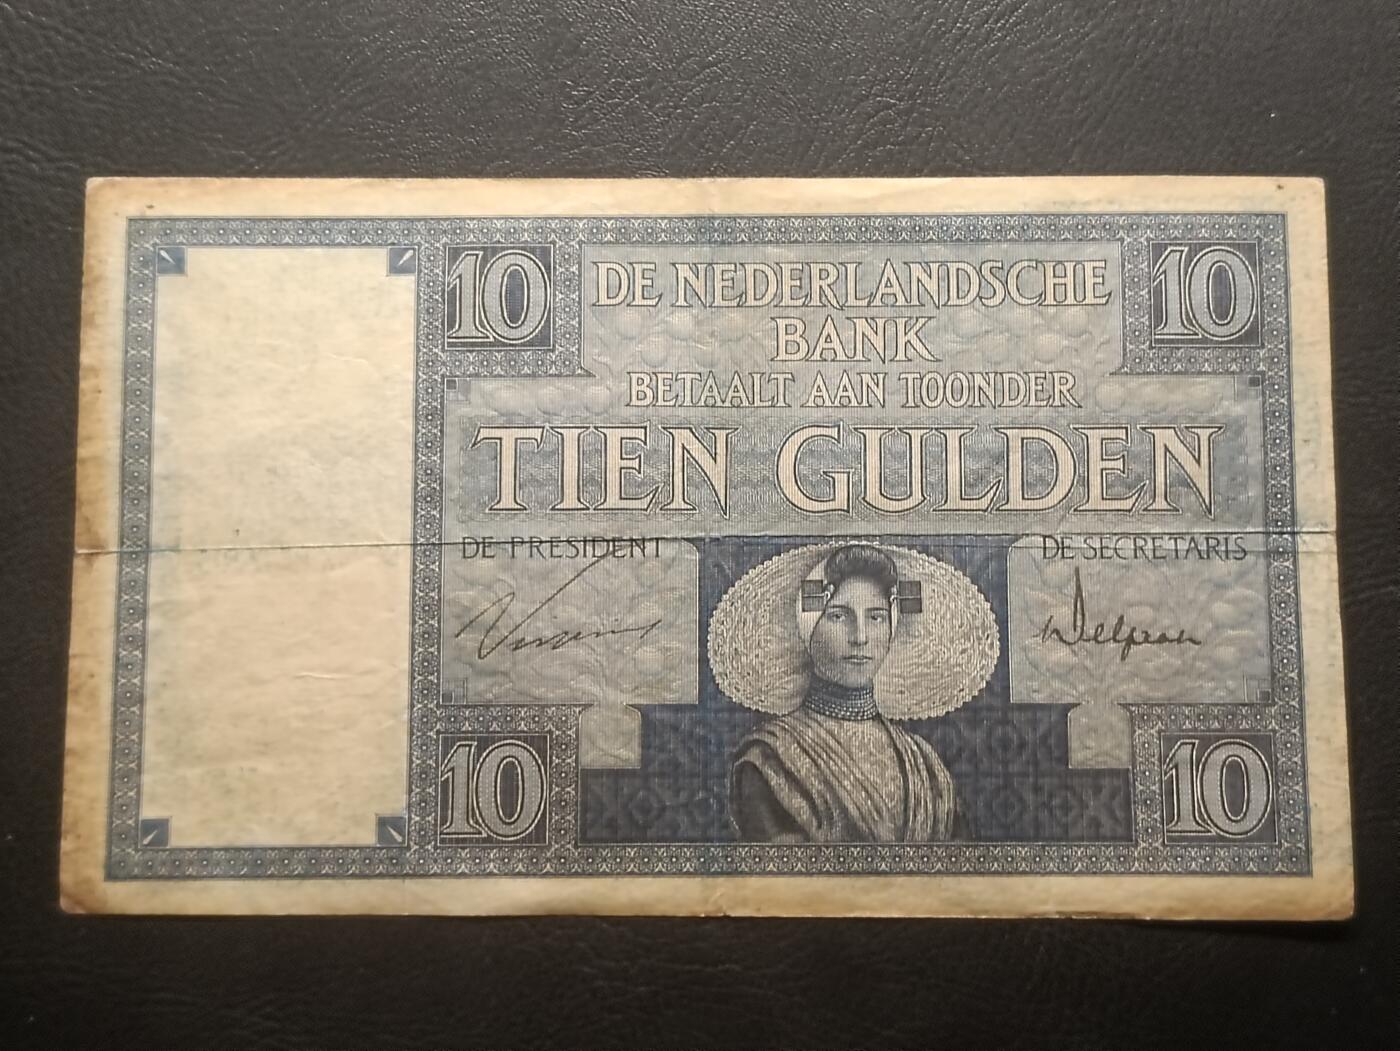 10 DE NEDERLANDSCHE 10
BANK
BETAALT AAN TOONDER
TIEN GULDEN
DE PRESIDENT DE SECRETARIS
10 10